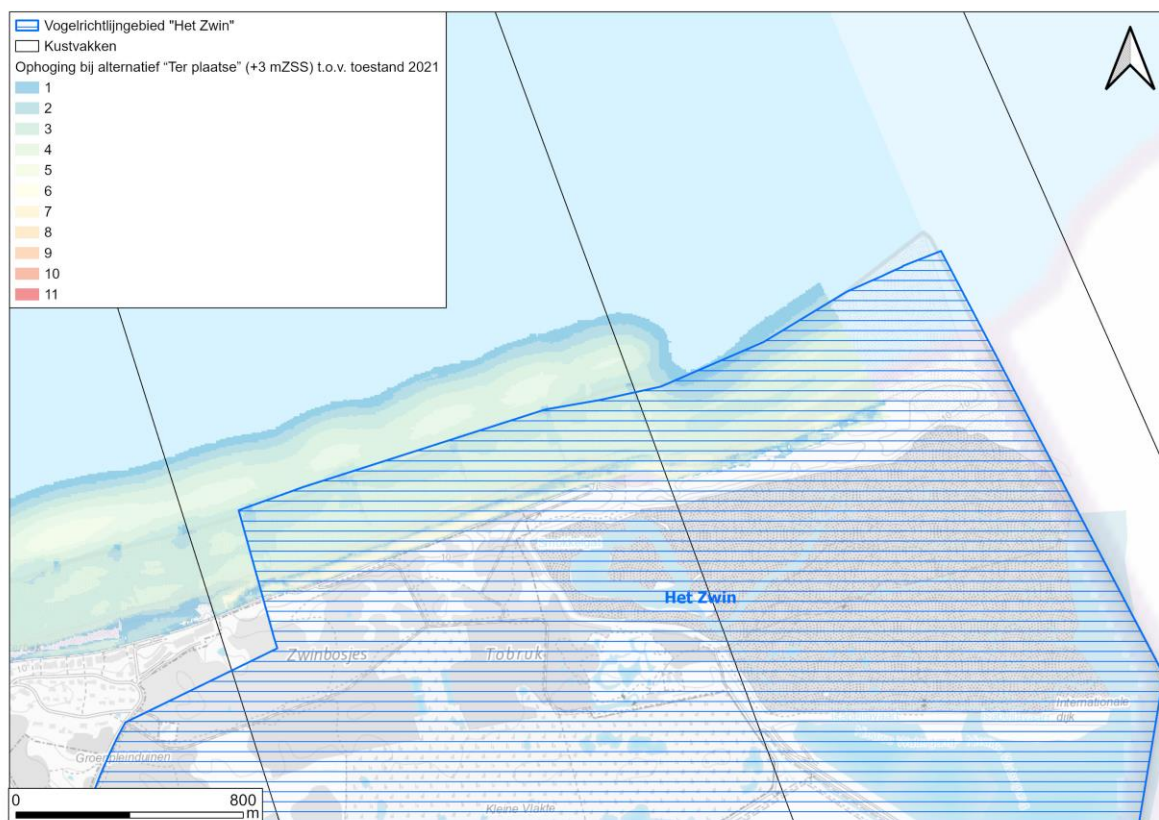 Vogelrichtlijngebied "Het Zwin"
Kustvakken
Ophoging bij alternatief “Ter plaatse” (+3 mZSS) t.o.v. toestand 2021
1
2
3
4
5
6
7
8
9
10
11
Het Zwin
Zwinbosjes
Tobruk
Internationale
dijk
Groenpleinduinen
Kleine Vlakte
0
800
m